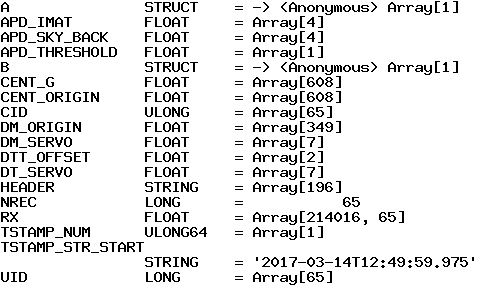 A STRUCT = -> <Anonymous> Array[1]
APD_IMAT FLOAT = Array[4]
APD_SKY_BACK FLOAT = Array[4]
APD_THRESHOLD FLOAT = Array[1]
B STRUCT = -> <Anonymous> Array[1]
CENT_G FLOAT = Array[608]
CENT_ORIGIN FLOAT = Array[608]
CID ULONG = Array[65]
DM_ORIGIN FLOAT = Array[349]
DM_SERVO FLOAT = Array[7]
DTT_OFFSET FLOAT = Array[2]
DT_SERVO FLOAT = Array[7]
HEADER STRING = Array[196]
NREC LONG = 65
RX FLOAT = Array[214016, 65]
TSTAMP_NUM ULONG64 = Array[1]
TSTAMP_STR_START
STRING = '2017-03-14T12:49:59.975'
UID LONG = Array[65]